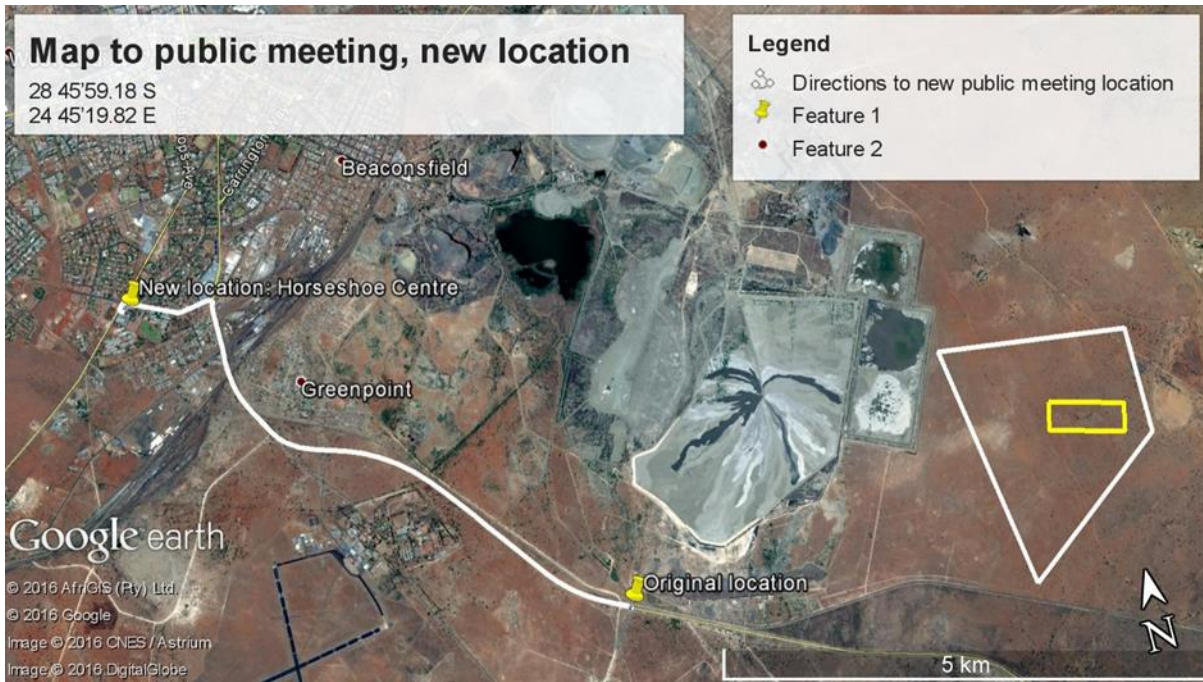 Map to public meeting, new location
28 45'59.18 S
24 45'19.82 E
Legend
Directions to new public meeting location
Feature 1
Feature 2
Beaconsfield
New location: Horseshoe Centre
Greenpoint
Original location
Google earth
© 2016 AfriGIS (Pty) Ltd.
© 2016 Google
Image © 2016 CNES / Astrium
Image © 2016 DigitalGlobe
N
5 km